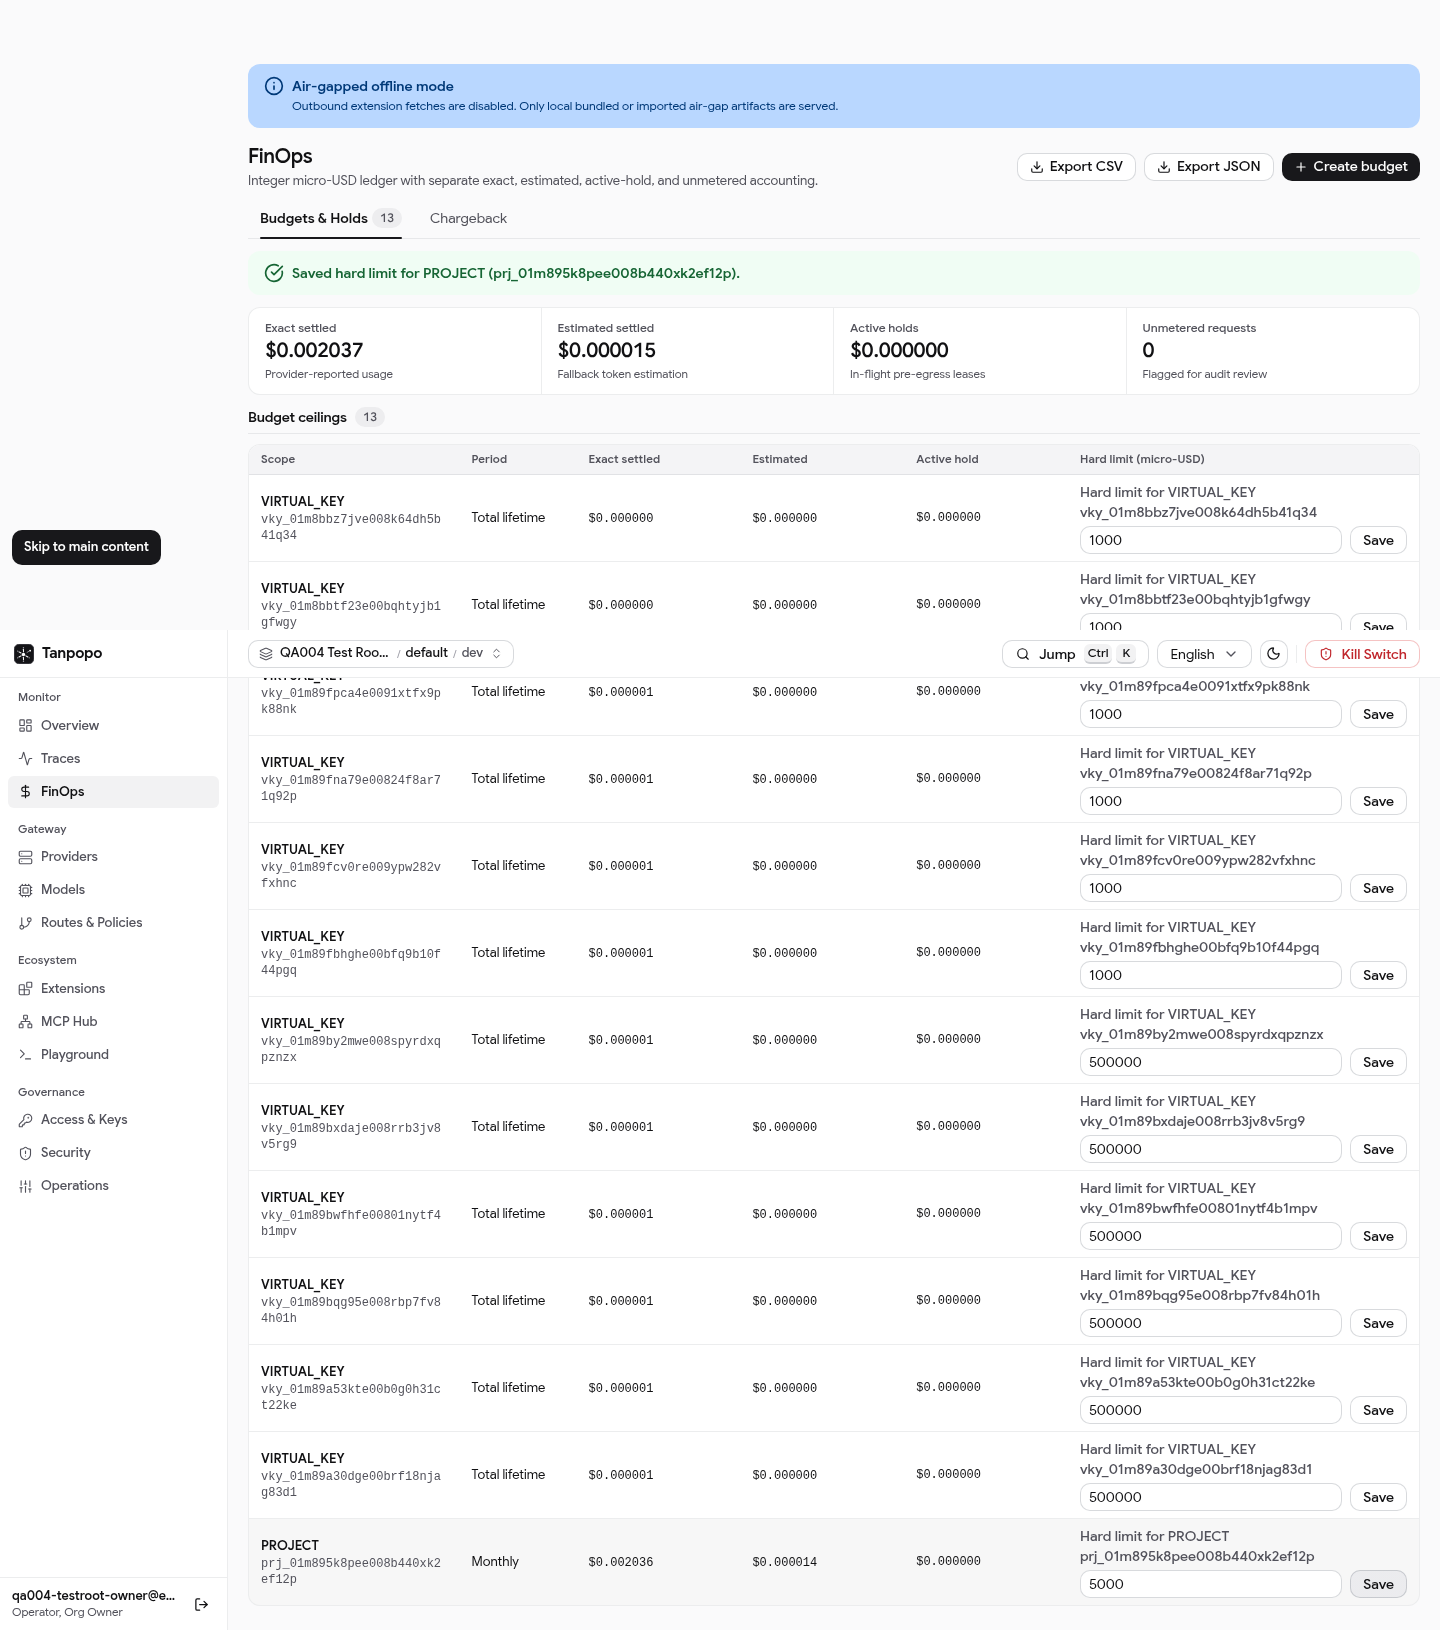 Air-gapped offline mode
Outbound extension fetches are disabled. Only local bundled or imported air-gap artifacts are served.
FinOps
Integer micro-USD ledger with separate exact, estimated, active-hold, and unmetered accounting.
Export CSV
Export JSON
Create budget
Budgets & Holds 13
Chargeback
Saved hard limit for PROJECT (prj_01m895k8pee008b440xk2ef12p).
Exact settled
$0.002037
Provider-reported usage
Estimated settled
$0.000015
Fallback token estimation
Active holds
$0.000000
In-flight pre-egress leases
Unmetered requests
0
Flagged for audit review
Budget ceilings 13
Scope Period Exact settled Estimated Active hold Hard limit (micro-USD)
VIRTUAL_KEY
vky_01m8bbz7jve008k64dh5b
41q34
Total lifetime $0.000000 $0.000000 $0.000000
Hard limit for VIRTUAL_KEY
vky_01m8bbz7jve008k64dh5b41q34
1000 Save
VIRTUAL_KEY
vky_01m8bbtf23e00bqhtyjb1
gfwgy
Total lifetime $0.000000 $0.000000 $0.000000
Hard limit for VIRTUAL_KEY
vky_01m8bbtf23e00bqhtyjb1gfwgy
1000 Save
Skip to main content
Tanpopo
QA004 Test Roo... / default / dev
Jump Ctrl K
English
Kill Switch
Monitor
Overview
Traces
FinOps
Gateway
Providers
Models
Routes & Policies
Ecosystem
Extensions
MCP Hub
Playground
Governance
Access & Keys
Security
Operations
qa004-testroot-owner@e...
Operator, Org Owner
vky_01m89fpca4e0091xtfx9p
k88nk
Total lifetime $0.000001 $0.000000 $0.000000
vky_01m89fpca4e0091xtfx9pk88nk
1000 Save
VIRTUAL_KEY
vky_01m89fna79e00824f8ar7
1q92p
Total lifetime $0.000001 $0.000000 $0.000000
Hard limit for VIRTUAL_KEY
vky_01m89fna79e00824f8ar71q92p
1000 Save
VIRTUAL_KEY
vky_01m89fcv0re009ypw282v
fxhnc
Total lifetime $0.000001 $0.000000 $0.000000
Hard limit for VIRTUAL_KEY
vky_01m89fcv0re009ypw282vfxhnc
1000 Save
VIRTUAL_KEY
vky_01m89fbhghe00bfq9b10f
44pgq
Total lifetime $0.000001 $0.000000 $0.000000
Hard limit for VIRTUAL_KEY
vky_01m89fbhghe00bfq9b10f44pgq
1000 Save
VIRTUAL_KEY
vky_01m89by2mwe008spyrdxq
pznzx
Total lifetime $0.000001 $0.000000 $0.000000
Hard limit for VIRTUAL_KEY
vky_01m89by2mwe008spyrdxqpznzx
500000 Save
VIRTUAL_KEY
vky_01m89bxdaje008rrb3jv8
v5rg9
Total lifetime $0.000001 $0.000000 $0.000000
Hard limit for VIRTUAL_KEY
vky_01m89bxdaje008rrb3jv8v5rg9
500000 Save
VIRTUAL_KEY
vky_01m89bwfhfe00801nytf4
b1mpv
Total lifetime $0.000001 $0.000000 $0.000000
Hard limit for VIRTUAL_KEY
vky_01m89bwfhfe00801nytf4b1mpv
500000 Save
VIRTUAL_KEY
vky_01m89bqg95e008rbp7fv8
4h01h
Total lifetime $0.000001 $0.000000 $0.000000
Hard limit for VIRTUAL_KEY
vky_01m89bqg95e008rbp7fv84h01h
500000 Save
VIRTUAL_KEY
vky_01m89a53kte00b0g0h31c
t22ke
Total lifetime $0.000001 $0.000000 $0.000000
Hard limit for VIRTUAL_KEY
vky_01m89a53kte00b0g0h31ct22ke
500000 Save
VIRTUAL_KEY
vky_01m89a30dge00brf18nja
g83d1
Total lifetime $0.000001 $0.000000 $0.000000
Hard limit for VIRTUAL_KEY
vky_01m89a30dge00brf18njag83d1
500000 Save
PROJECT
prj_01m895k8pee008b440xk2
ef12p
Monthly $0.002036 $0.000014 $0.000000
Hard limit for PROJECT
prj_01m895k8pee008b440xk2ef12p
5000 Save